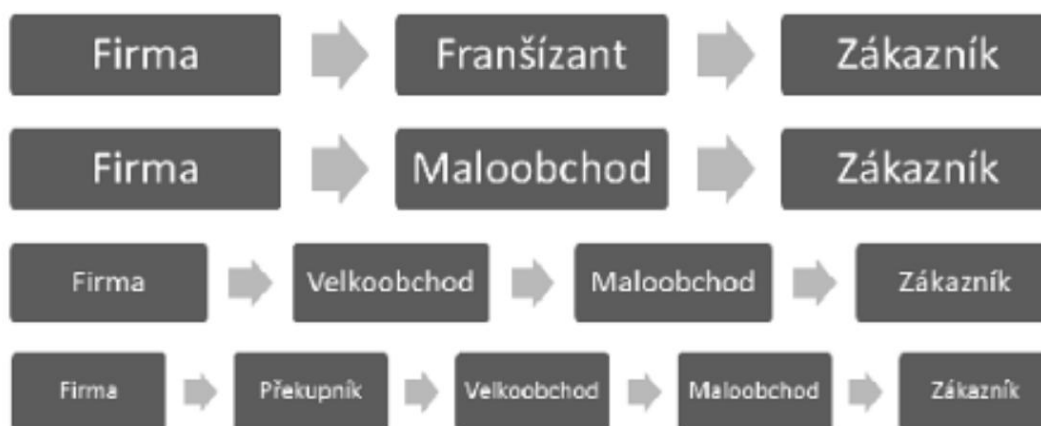 Firma Franšízant Zákazník
Firma Maloobchod Zákazník
Firma Velkoobchod Maloobchod Zákazník
Firma Překupník Velkoobchod Maloobchod Zákazník